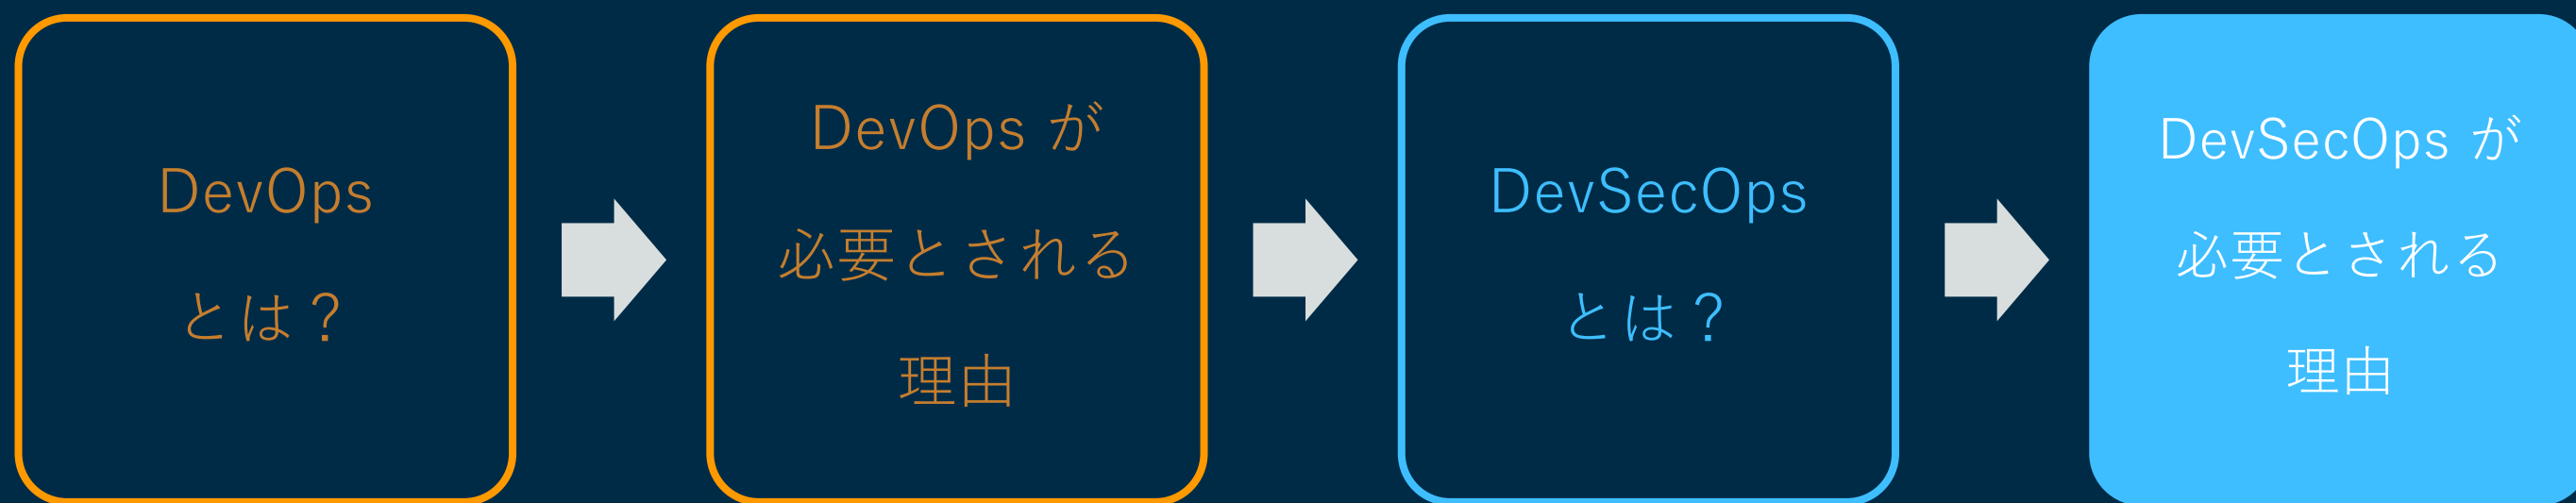 DevOps
とは？
DevOps が
必要とされる
理由
DevSecOps
とは？
DevSecOps が
必要とされる
理由